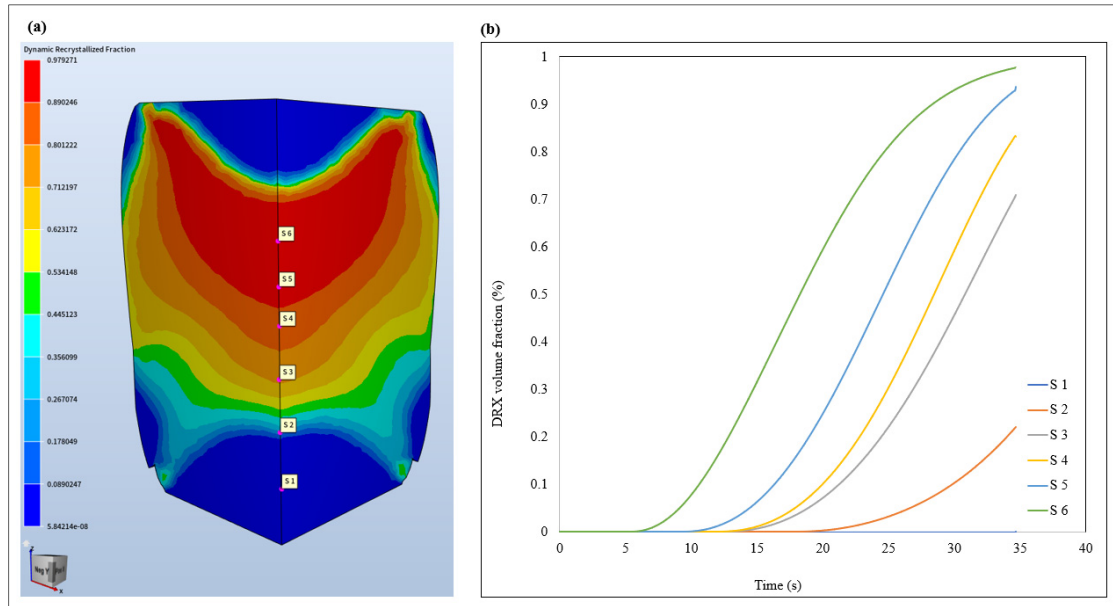 (a)
Dynamic Recrystallized Fraction
0.979271
0.890246
0.801222
0.712197
0.623172
0.534148
0.445123
0.356099
0.267074
0.178049
0.0890247
5.84214e-08
S 6
S 5
S 4
S 3
S 2
S 1
z
Neg Y
x
(b)
DRX volume fraction (%)
1
0.9
0.8
0.7
0.6
0.5
0.4
0.3
0.2
0.1
0
0 5 10 15 20 25 30 35 40
Time (s)
S 1
S 2
S 3
S 4
S 5
S 6